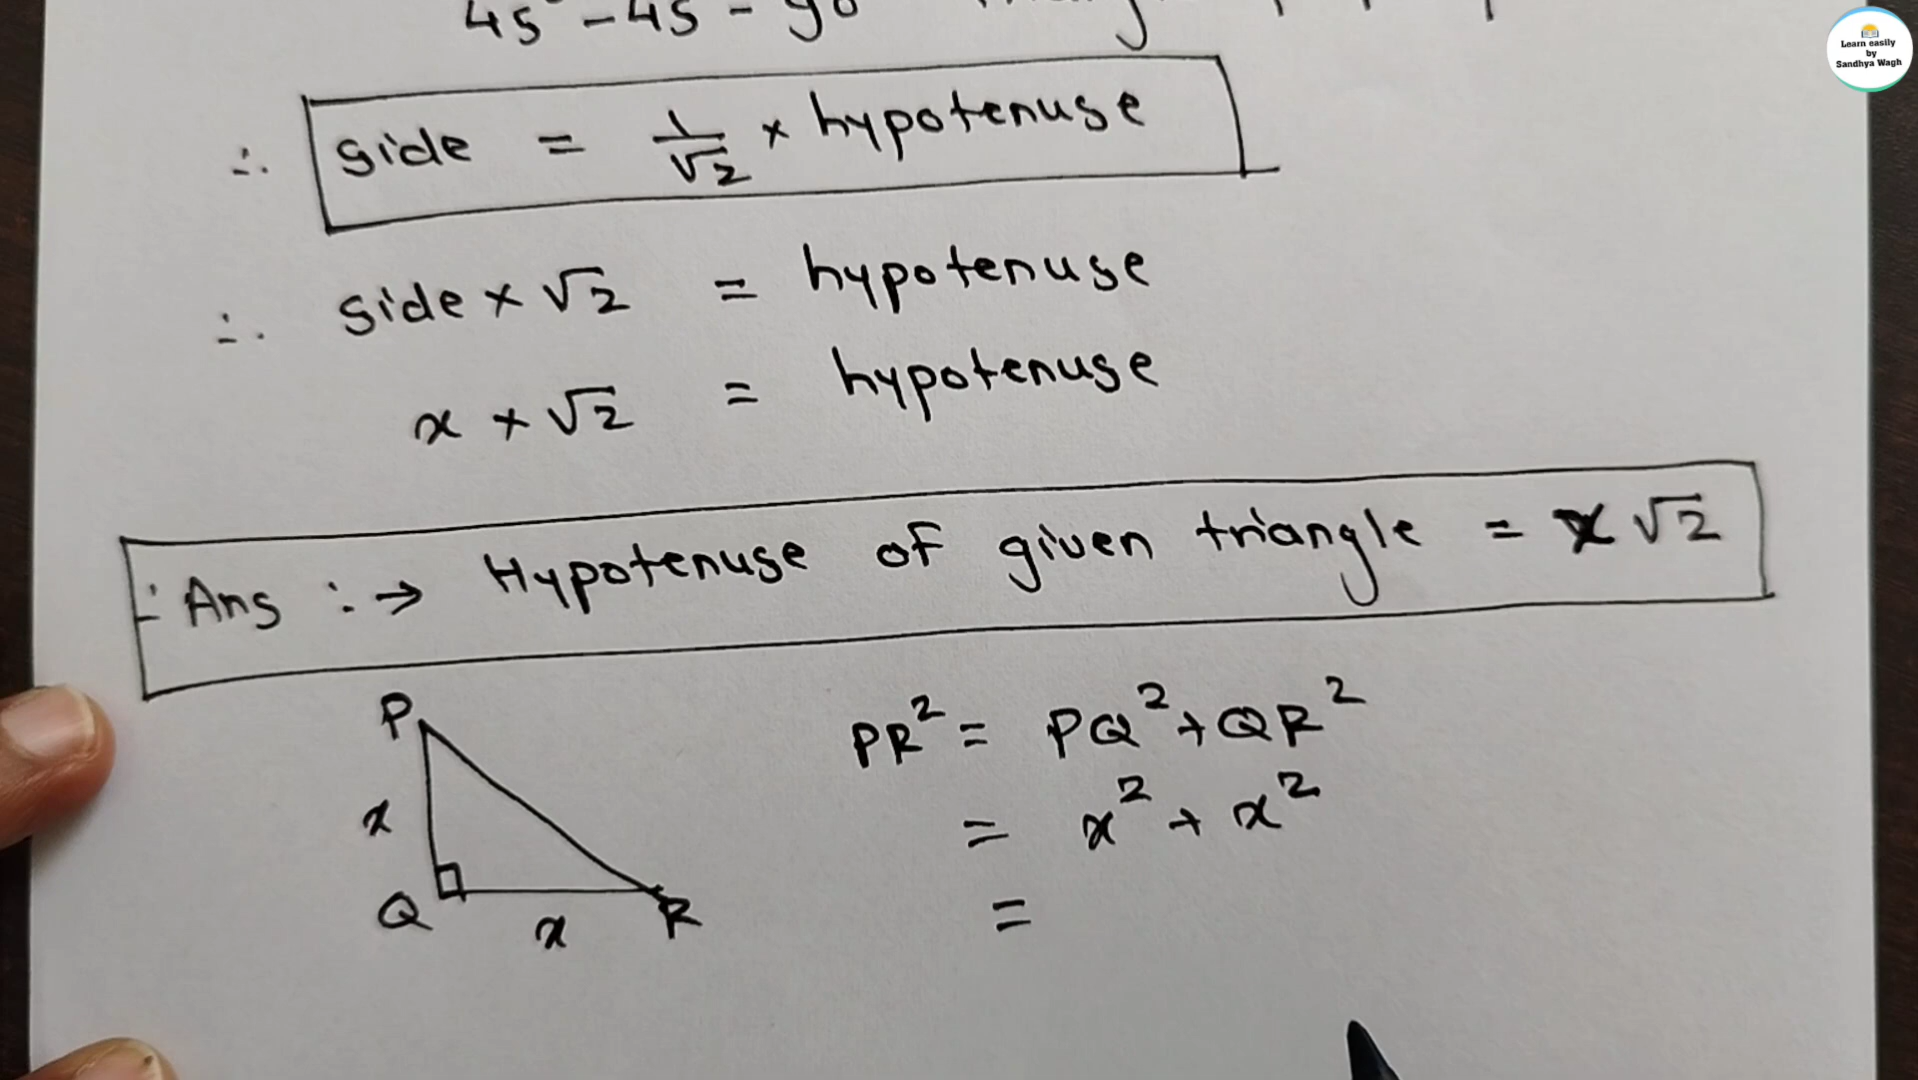 45° - 45 - 90
∴ side = 1/√2 × hypotenuse
∴ side × √2 = hypotenuse
x × √2 = hypotenuse
∴ Ans :→ Hypotenuse of given triangle = x√2
P
x
Q
x
R
PR² = PQ² + QR²
= x² + x²
=
Learn easily
by
Sandhya Wagh